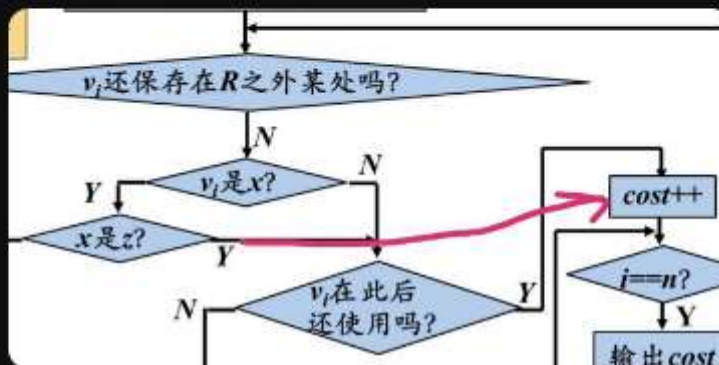 vᵢ还保存在R之外某处吗?
N
vᵢ是x?
N
Y
cost++
x是z?
Y
vᵢ在此后
还使用吗?
N
Y
i==n?
Y
输出cost